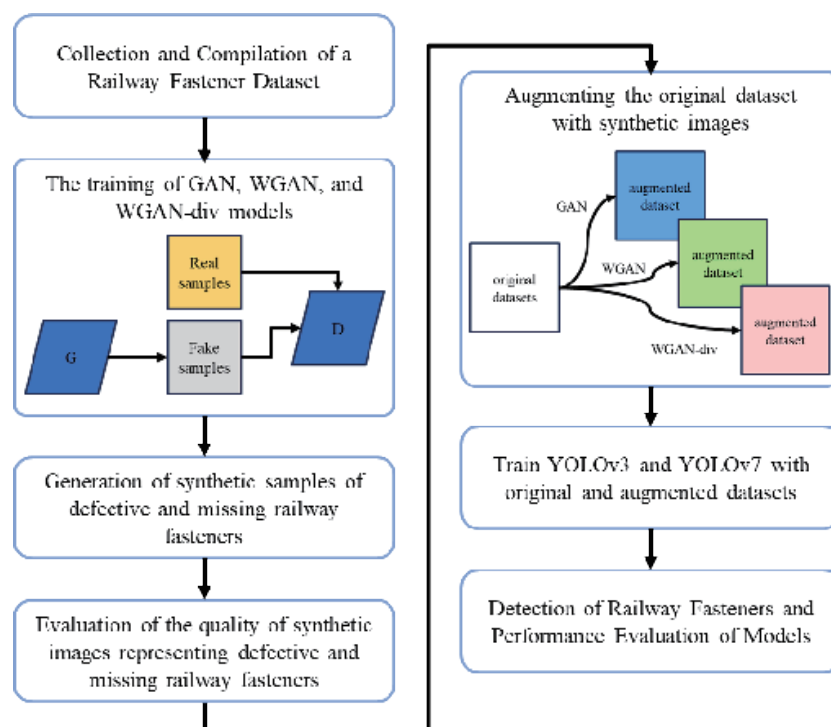 Collection and Compilation of a
Railway Fastener Dataset
The training of GAN, WGAN, and
WGAN-div models
Real
samples
G
Fake
samples
D
Generation of synthetic samples of
defective and missing railway
fasteners
Evaluation of the quality of synthetic
images representing defective and
missing railway fasteners
Augmenting the original dataset
with synthetic images
original
datasets
GAN
augmented
dataset
WGAN
augmented
dataset
WGAN-div
augmented
dataset
Train YOLOv3 and YOLOv7 with
original and augmented datasets
Detection of Railway Fasteners and
Performance Evaluation of Models